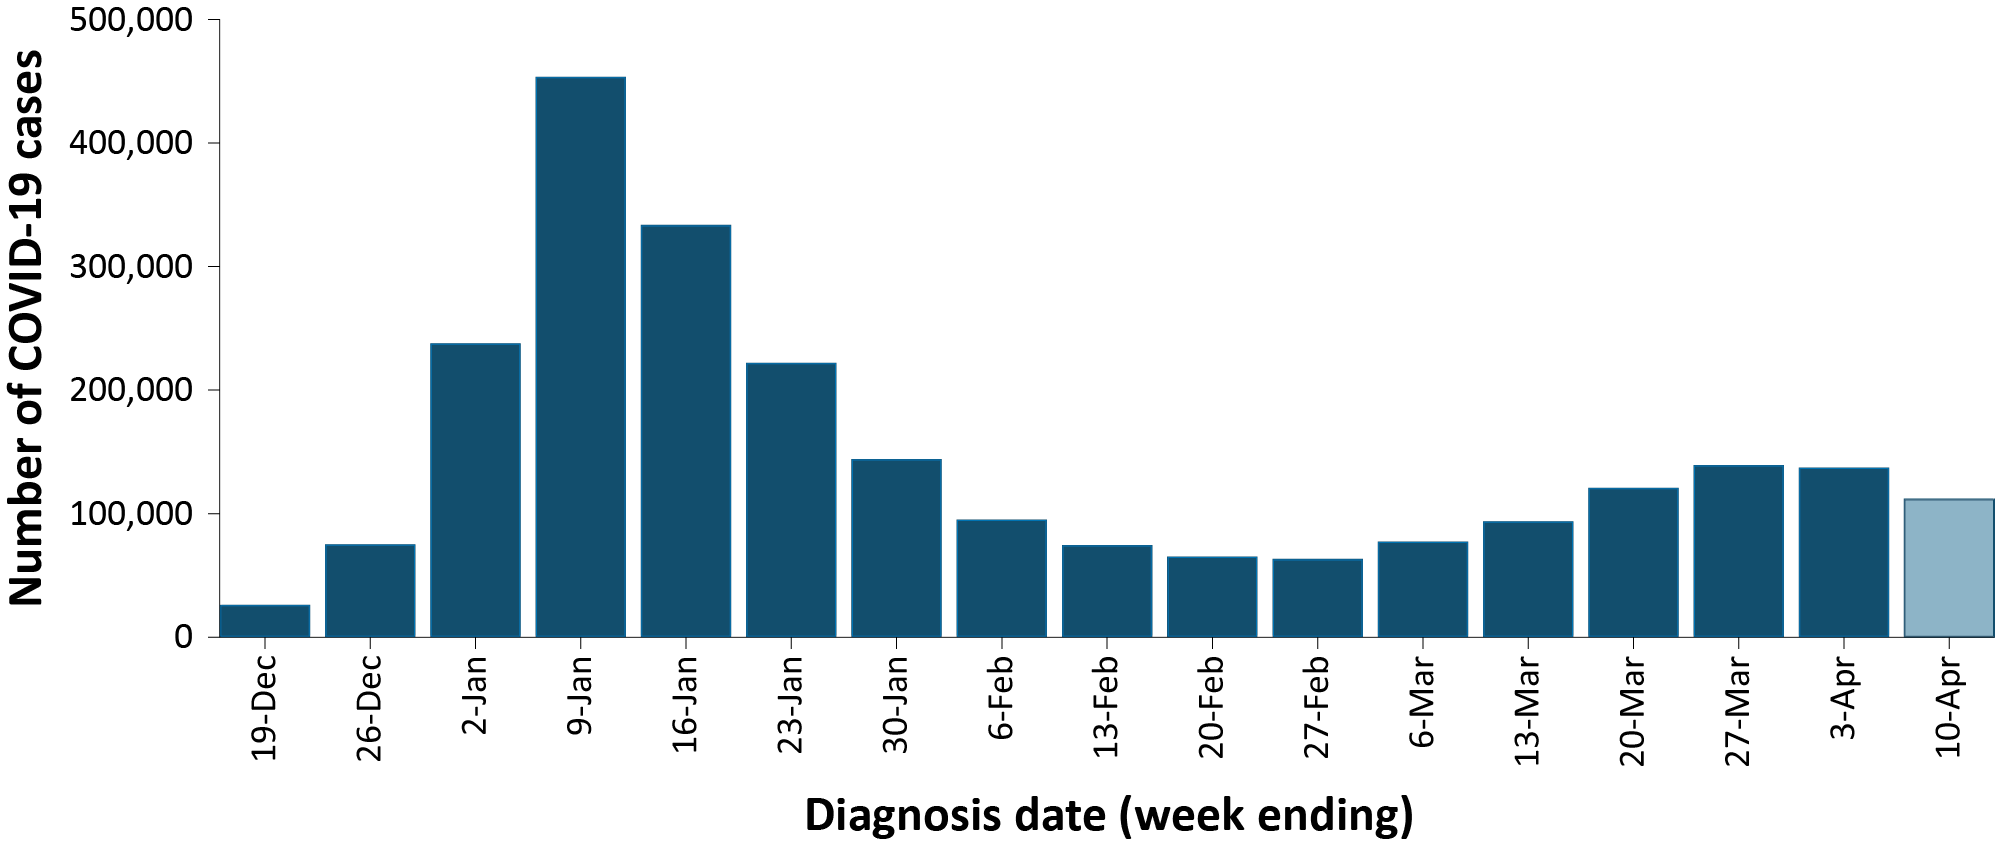 Number of COVID-19 cases
500,000
400,000
300,000
200,000
100,000
0
19-Dec
26-Dec
2-Jan
9-Jan
16-Jan
23-Jan
30-Jan
6-Feb
13-Feb
20-Feb
27-Feb
6-Mar
13-Mar
20-Mar
27-Mar
3-Apr
10-Apr
Diagnosis date (week ending)